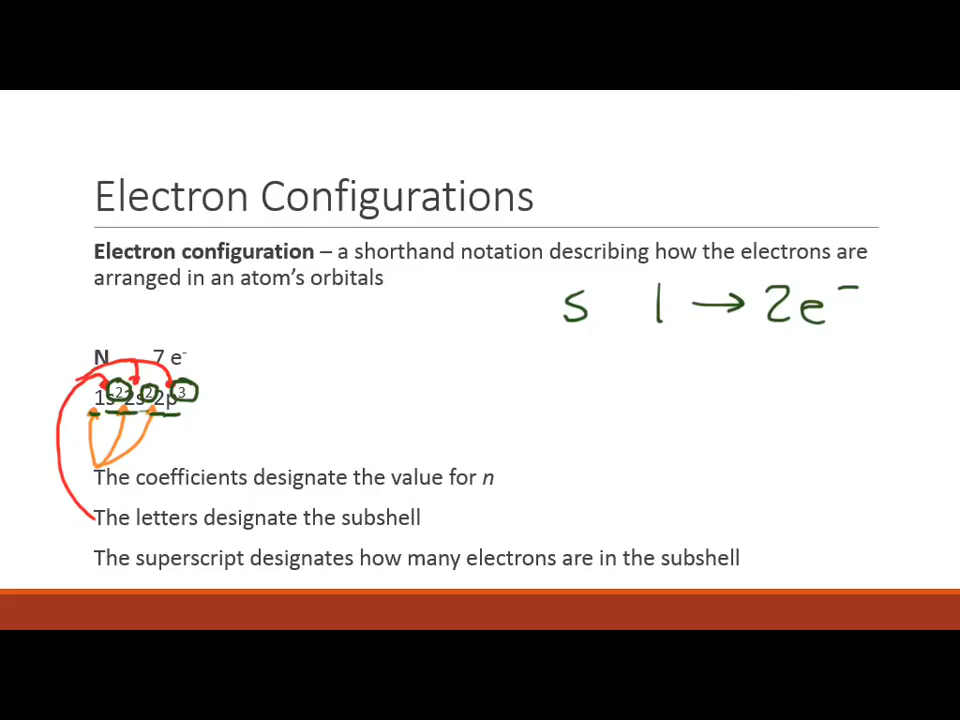 Electron Configurations
Electron configuration – a shorthand notation describing how the electrons are
arranged in an atom's orbitals
s 1 → 2e⁻
N 7 e⁻
1s²2s²2p³
The coefficients designate the value for n
The letters designate the subshell
The superscript designates how many electrons are in the subshell